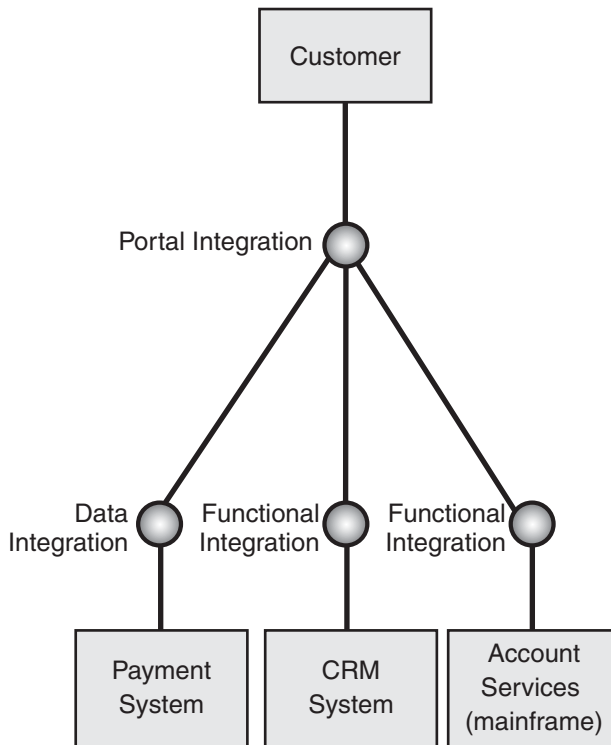 Customer
Portal Integration
Data
Integration
Functional
Integration
Functional
Integration
Payment
System
CRM
System
Account
Services
(mainframe)